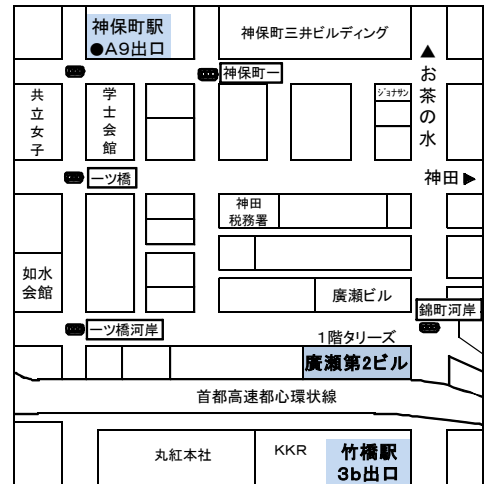 神保町駅
●A9出口
神保町三井ビルディング
▲お茶の水
神保町一
ジョナサン
共立女子
学士会館
一ツ橋
神田▶
神田
税務署
如水
会館
廣瀬ビル
錦町河岸
一ツ橋河岸
1階タリーズ
廣瀬第2ビル
首都高速都心環状線
丸紅本社
KKR
竹橋駅
3b出口